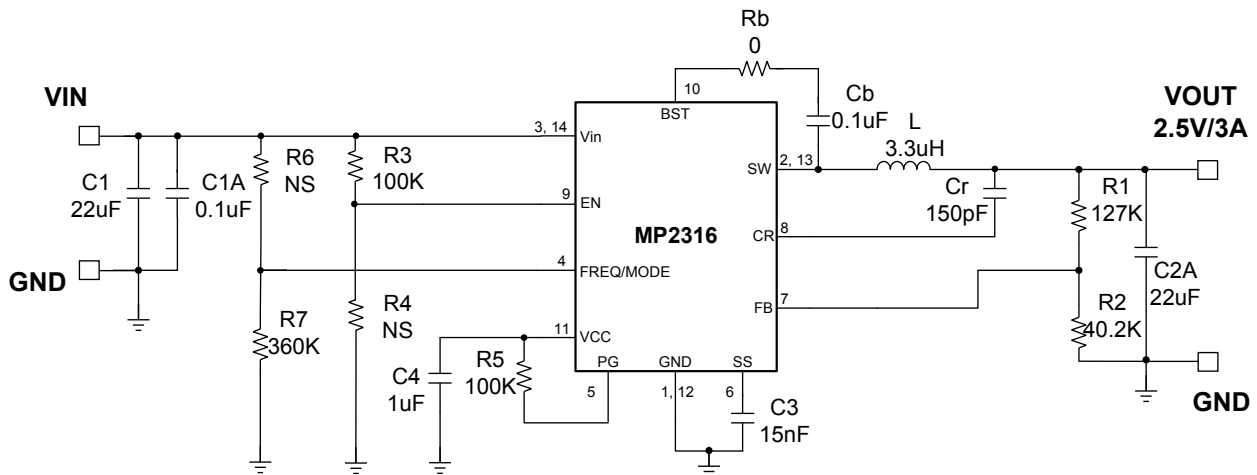 Rb
0
VIN
3, 14
Vin
10
BST
Cb
0.1uF
L
3.3uH
VOUT
2.5V/3A
C1
22uF
C1A
0.1uF
R6
NS
R3
100K
9
EN
SW
2, 13
Cr
150pF
R1
127K
MP2316
CR
8
GND
4
FREQ/MODE
C2A
22uF
R7
360K
R4
NS
FB
7
R2
40.2K
11
VCC
C4
1uF
R5
100K
PG
5
GND
1, 12
SS
6
C3
15nF
GND